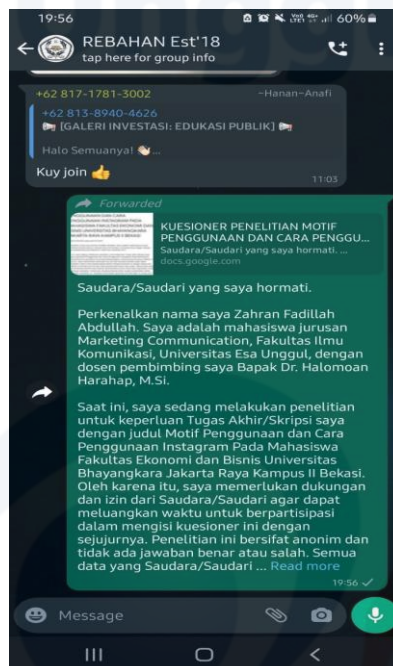 19:56
60%
REBAHAN Est'18
tap here for group info
+62 817-1781-3002 ~Hanan~Anafi
+62 813-8940-4626
[GALERI INVESTASI: EDUKASI PUBLIK]
Halo Semuanya! 👋...
Kuy join 👍
11:03
Forwarded
KUESIONER PENELITIAN MOTIF
PENGGUNAAN DAN CARA PENGGU...
Saudara/Saudari yang saya hormati. ...
docs.google.com
Saudara/Saudari yang saya hormati.
Perkenalkan nama saya Zahran Fadillah
Abdullah. Saya adalah mahasiswa jurusan
Marketing Communication, Fakultas Ilmu
Komunikasi, Universitas Esa Unggul, dengan
dosen pembimbing saya Bapak Dr. Halomoan
Harahap, M.Si.
Saat ini, saya sedang melakukan penelitian
untuk keperluan Tugas Akhir/Skripsi saya
dengan judul Motif Penggunaan dan Cara
Penggunaan Instagram Pada Mahasiswa
Fakultas Ekonomi dan Bisnis Universitas
Bhayangkara Jakarta Raya Kampus II Bekasi.
Oleh karena itu, saya memerlukan dukungan
dan izin dari Saudara/Saudari agar dapat
meluangkan waktu untuk berpartisipasi
dalam mengisi kuesioner ini dengan
sejujurnya. Penelitian ini bersifat anonim dan
tidak ada jawaban benar atau salah. Semua
data yang Saudara/Saudari ... Read more
19:56
Message